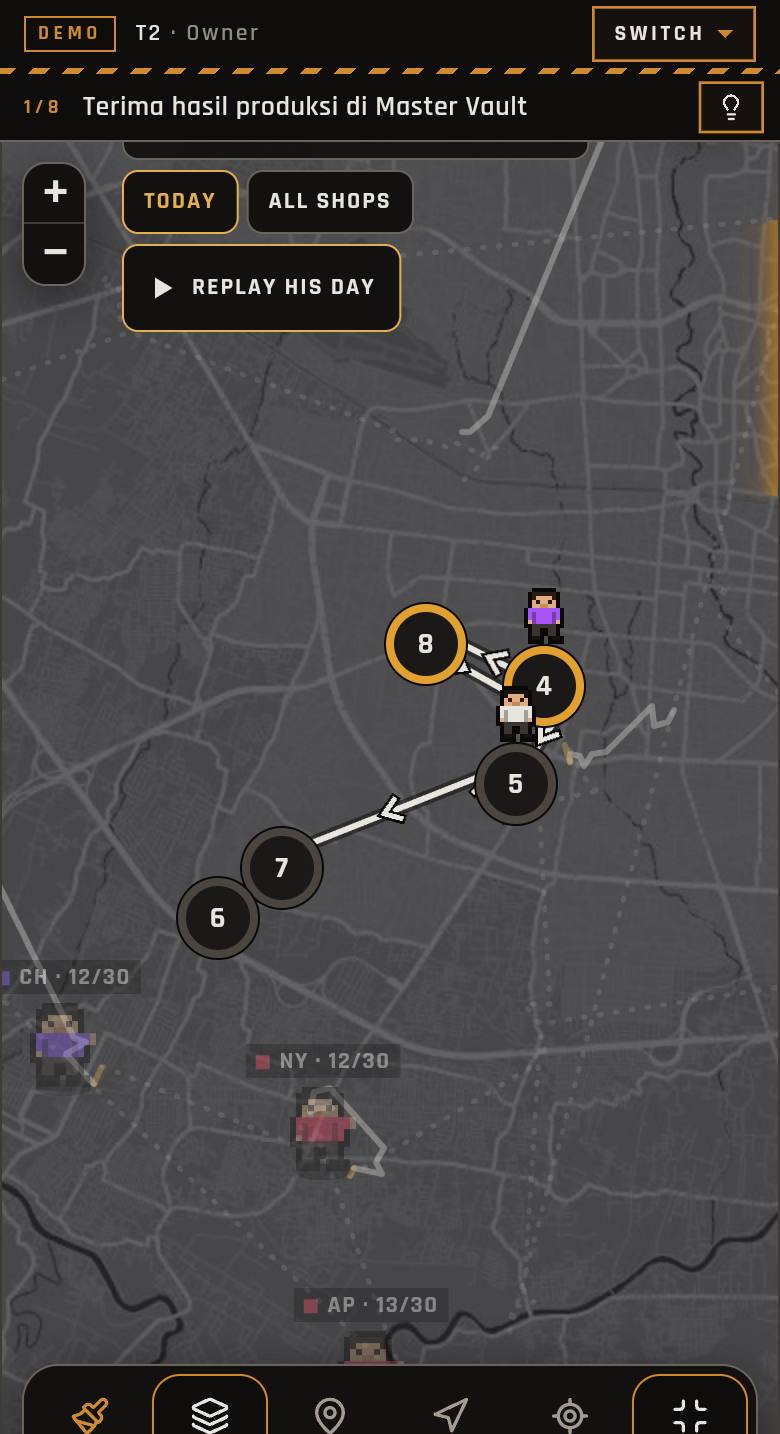 DEMO T2 · Owner SWITCH
1/8 Terima hasil produksi di Master Vault
+
TODAY ALL SHOPS
−
REPLAY HIS DAY
8
4
5
7
6
CH · 12/30
NY · 12/30
AP · 13/30